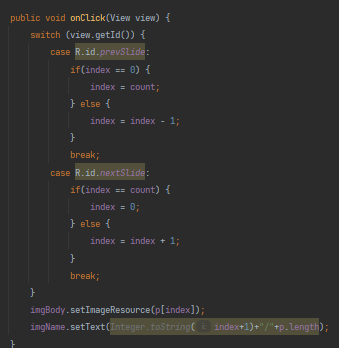 public void onClick(View view) {
    switch (view.getId()) {
        case R.id.prevSlide:
            if(index == 0) {
                index = count;
            } else {
                index = index - 1;
            }
            break;
        case R.id.nextSlide:
            if(index == count) {
                index = 0;
            } else {
                index = index + 1;
            }
            break;
    }
    imgBody.setImageResource(p[index]);
    imgName.setText(Integer.toString( i: index+1)+"/"+p.length);
}